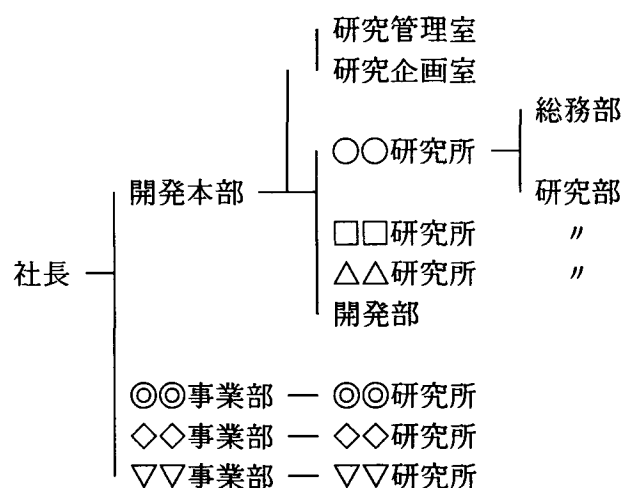 研究管理室
研究企画室
総務部
○○研究所
開発本部
研究部
□□研究所 〃
社長
△△研究所 〃
開発部
◎◎事業部 ― ◎◎研究所
◇◇事業部 ― ◇◇研究所
▽▽事業部 ― ▽▽研究所